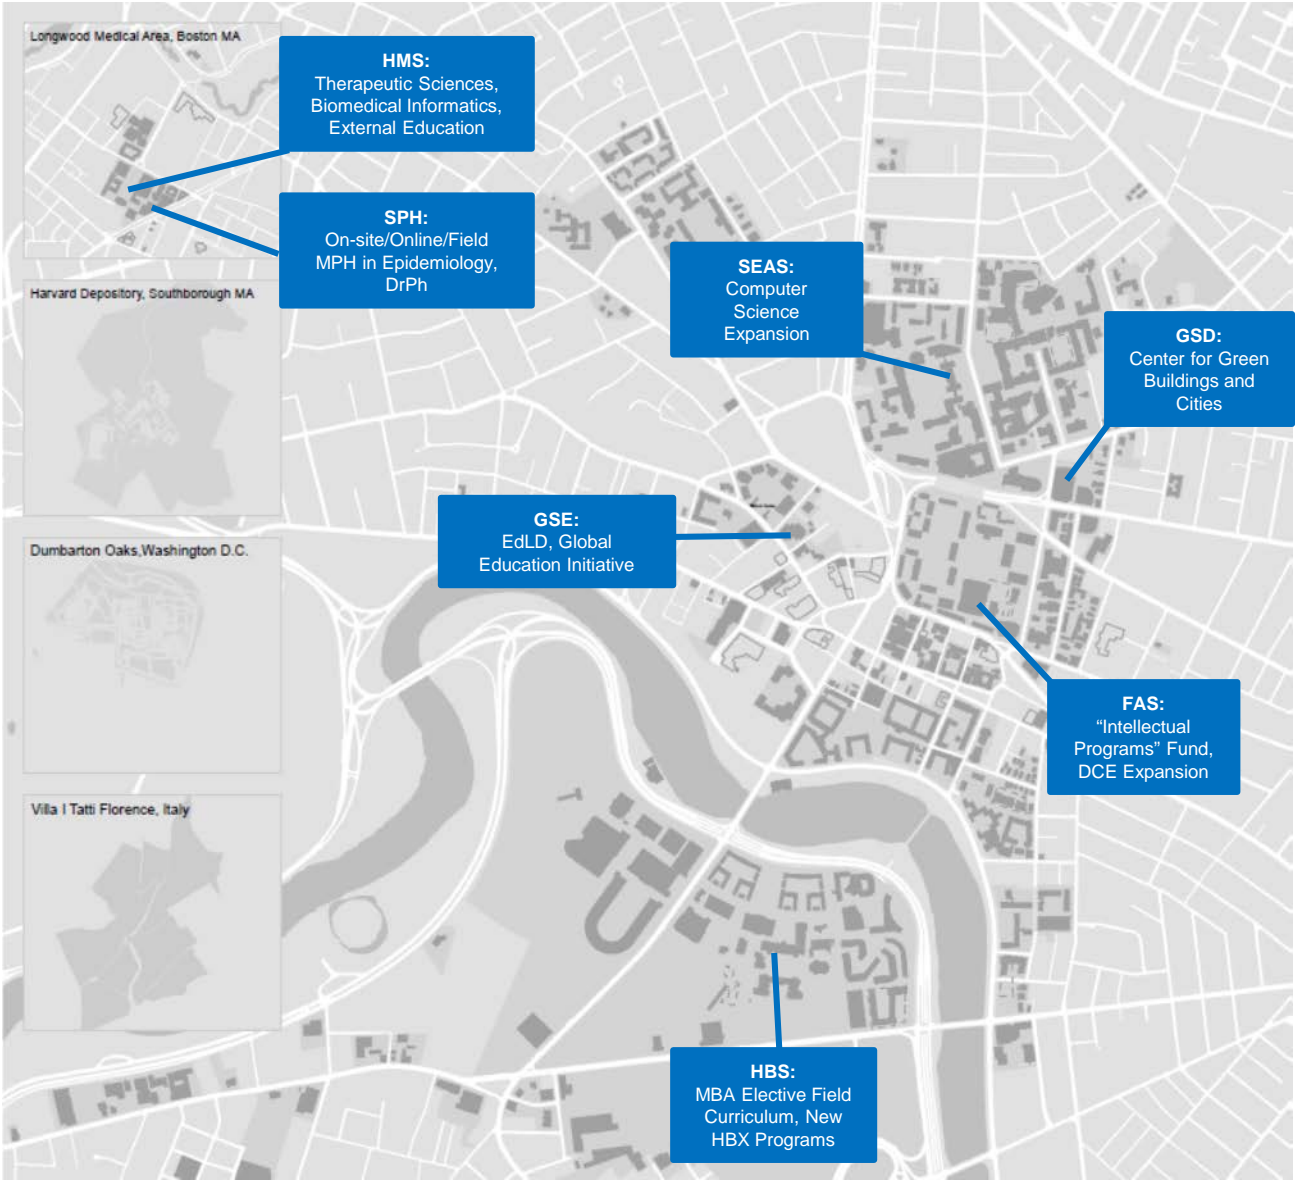 Longwood Medical Area, Boston MA
HMS:
Therapeutic Sciences,
Biomedical Informatics,
External Education
SPH:
On-site/Online/Field
MPH in Epidemiology,
DrPh
Harvard Depository, Southborough MA
SEAS:
Computer
Science
Expansion
GSD:
Center for Green
Buildings and
Cities
GSE:
EdLD, Global
Education Initiative
Dumbarton Oaks,Washington D.C.
FAS:
“Intellectual
Programs” Fund,
DCE Expansion
Villa I Tatti Florence, Italy
HBS:
MBA Elective Field
Curriculum, New
HBX Programs